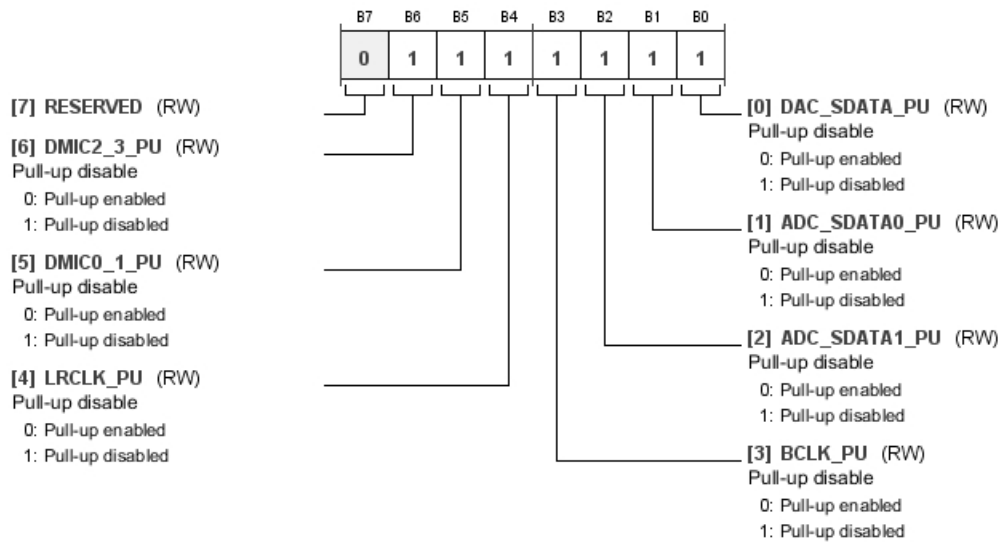 B7 B6 B5 B4 B3 B2 B1 B0
0 1 1 1 1 1 1 1
[7] RESERVED (RW)
[6] DMIC2_3_PU (RW)
Pull-up disable
0: Pull-up enabled
1: Pull-up disabled
[5] DMIC0_1_PU (RW)
Pull-up disable
0: Pull-up enabled
1: Pull-up disabled
[4] LRCLK_PU (RW)
Pull-up disable
0: Pull-up enabled
1: Pull-up disabled
[0] DAC_SDATA_PU (RW)
Pull-up disable
0: Pull-up enabled
1: Pull-up disabled
[1] ADC_SDATA0_PU (RW)
Pull-up disable
0: Pull-up enabled
1: Pull-up disabled
[2] ADC_SDATA1_PU (RW)
Pull-up disable
0: Pull-up enabled
1: Pull-up disabled
[3] BCLK_PU (RW)
Pull-up disable
0: Pull-up enabled
1: Pull-up disabled